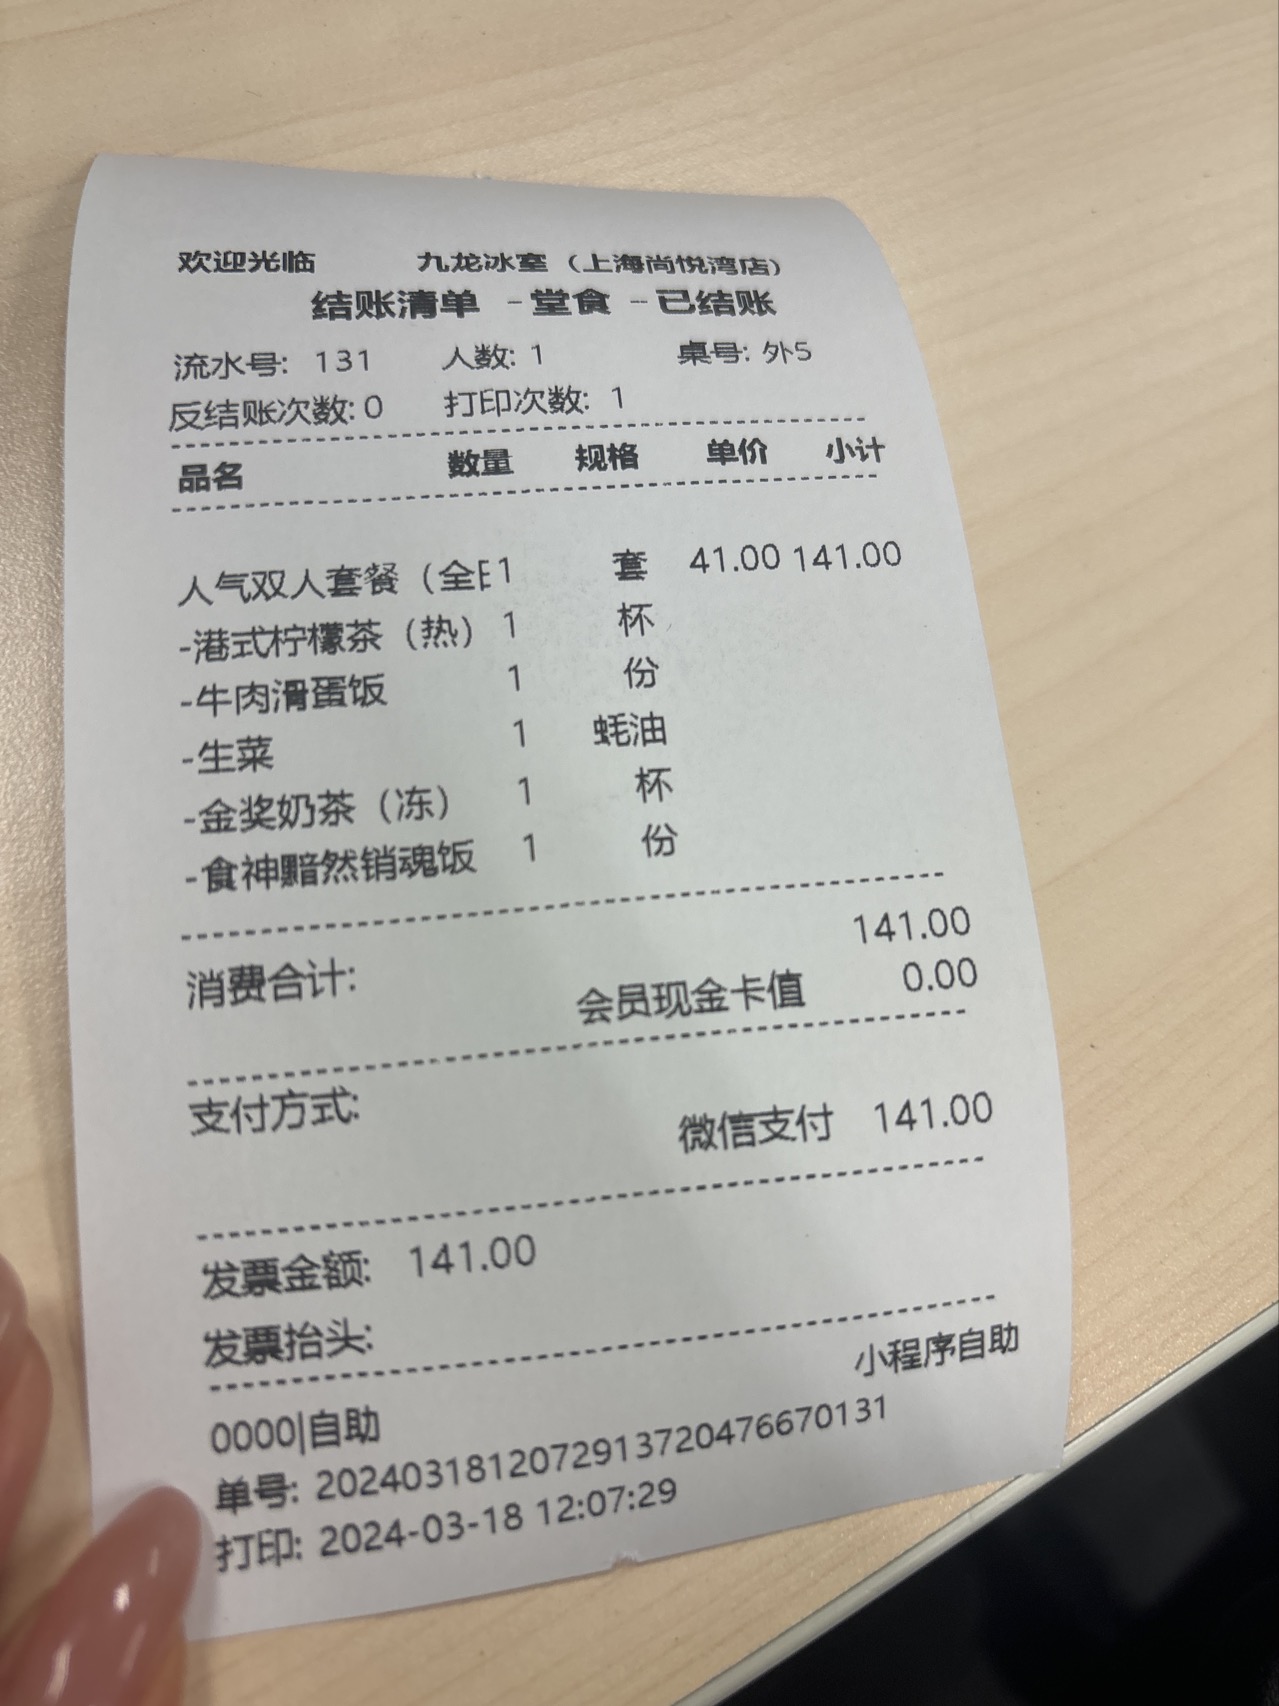 欢迎光临 九龙冰室（上海尚悦湾店）
结账清单 -堂食 -已结账
流水号: 131 人数: 1 桌号: 外5
反结账次数: 0 打印次数: 1
品名 数量 规格 单价 小计
人气双人套餐（全日 1 套 41.00 141.00
-港式柠檬茶（热） 1 杯
-牛肉滑蛋饭 1 份
-生菜 1 蚝油
-金奖奶茶（冻） 1 杯
-食神黯然销魂饭 1 份
消费合计: 141.00
会员现金卡值 0.00
支付方式:
微信支付 141.00
发票金额: 141.00
发票抬头:
小程序自助
0000|自助
单号: 2024031812072913720476670131
打印: 2024-03-18 12:07:29